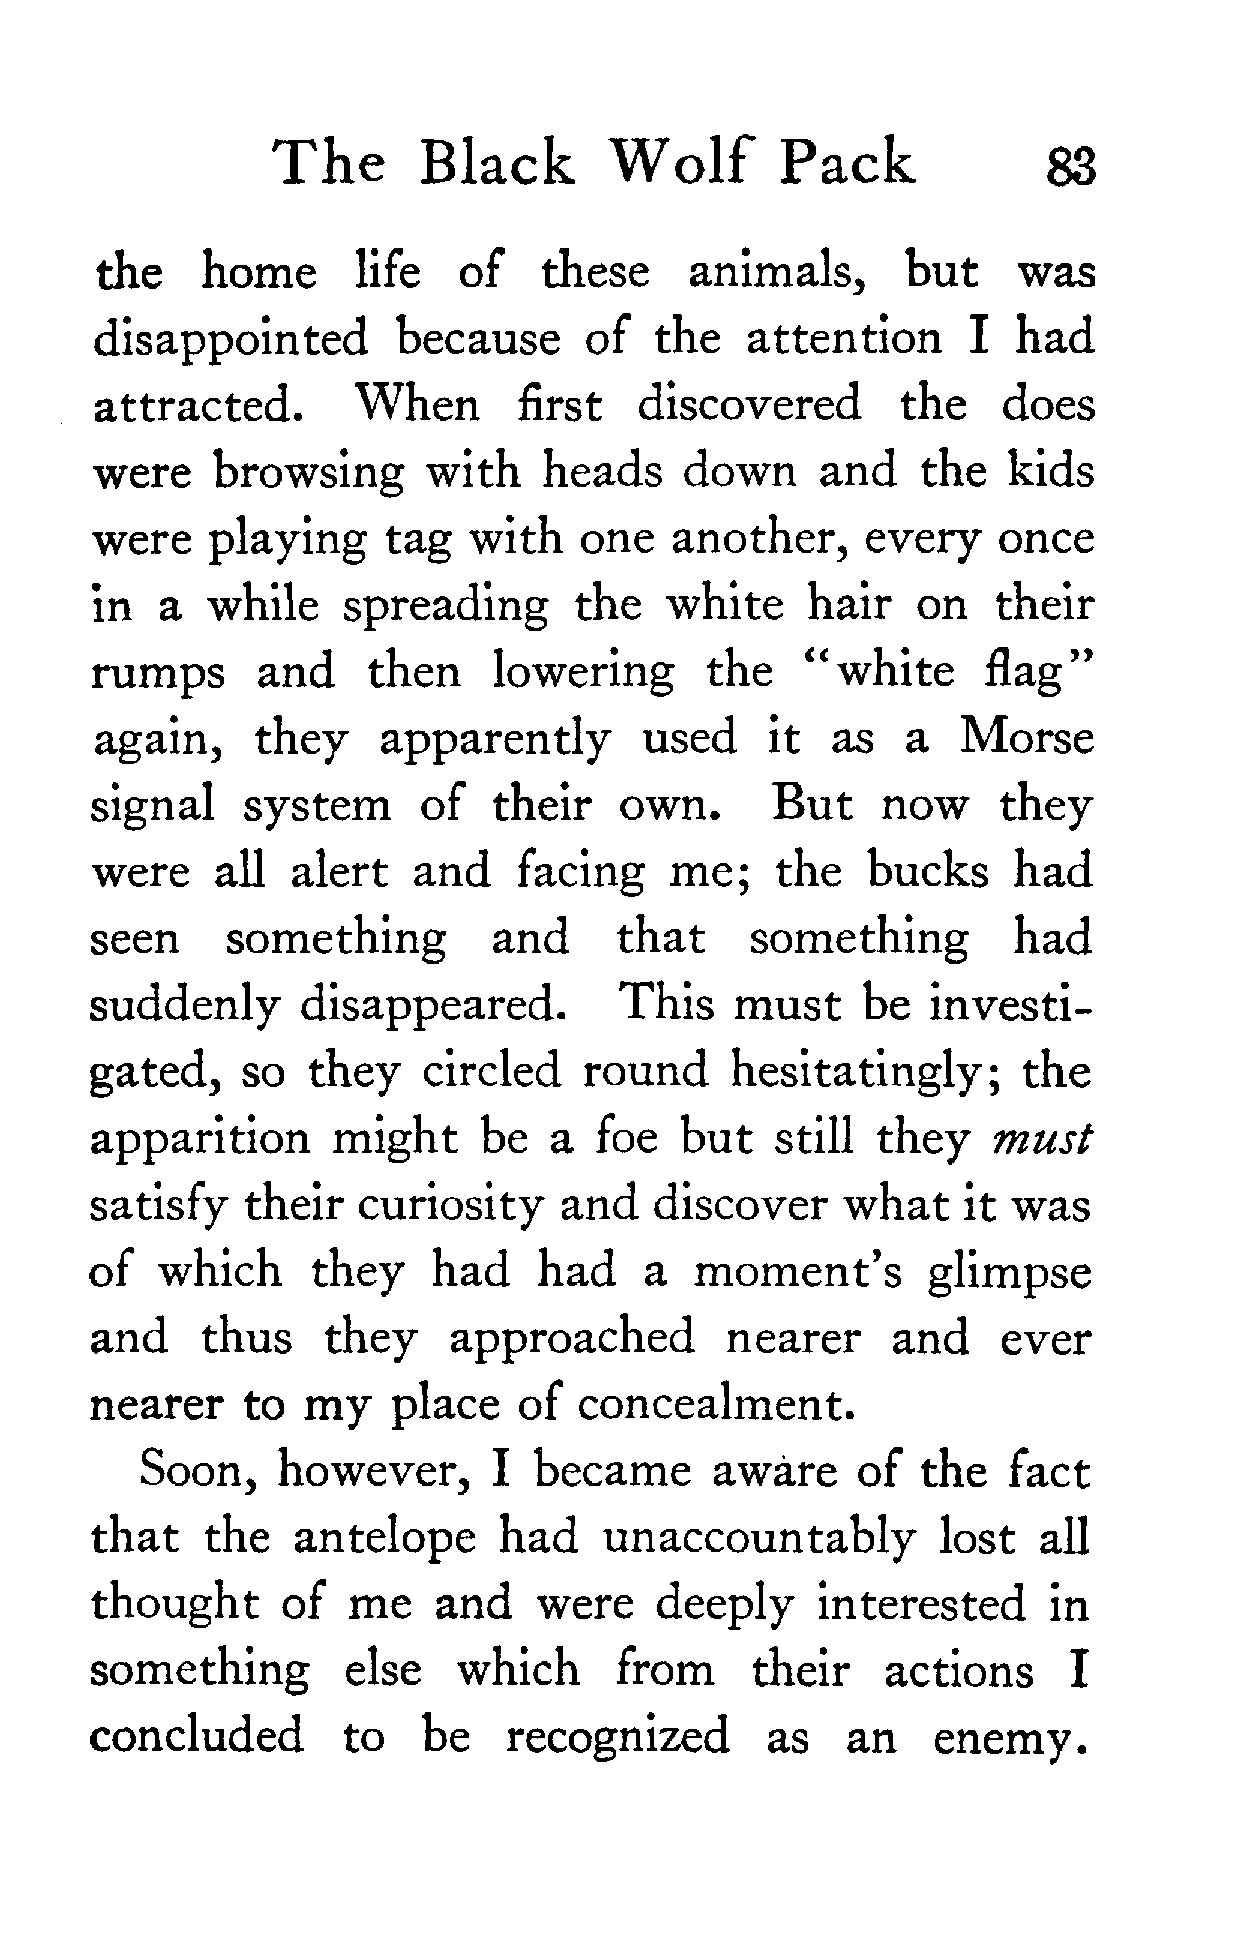 The Black Wolf Pack 83
the home life of these animals, but was
disappointed because of the attention I had
attracted. When first discovered the does
were browsing with heads down and the kids
were playing tag with one another, every once
in a while spreading the white hair on their
rumps and then lowering the "white flag"
again, they apparently used it as a Morse
signal system of their own. But now they
were all alert and facing me; the bucks had
seen something and that something had
suddenly disappeared. This must be investi-
gated, so they circled round hesitatingly; the
apparition might be a foe but still they must
satisfy their curiosity and discover what it was
of which they had had a moment's glimpse
and thus they approached nearer and ever
nearer to my place of concealment.
Soon, however, I became aware of the fact
that the antelope had unaccountably lost all
thought of me and were deeply interested in
something else which from their actions I
concluded to be recognized as an enemy.